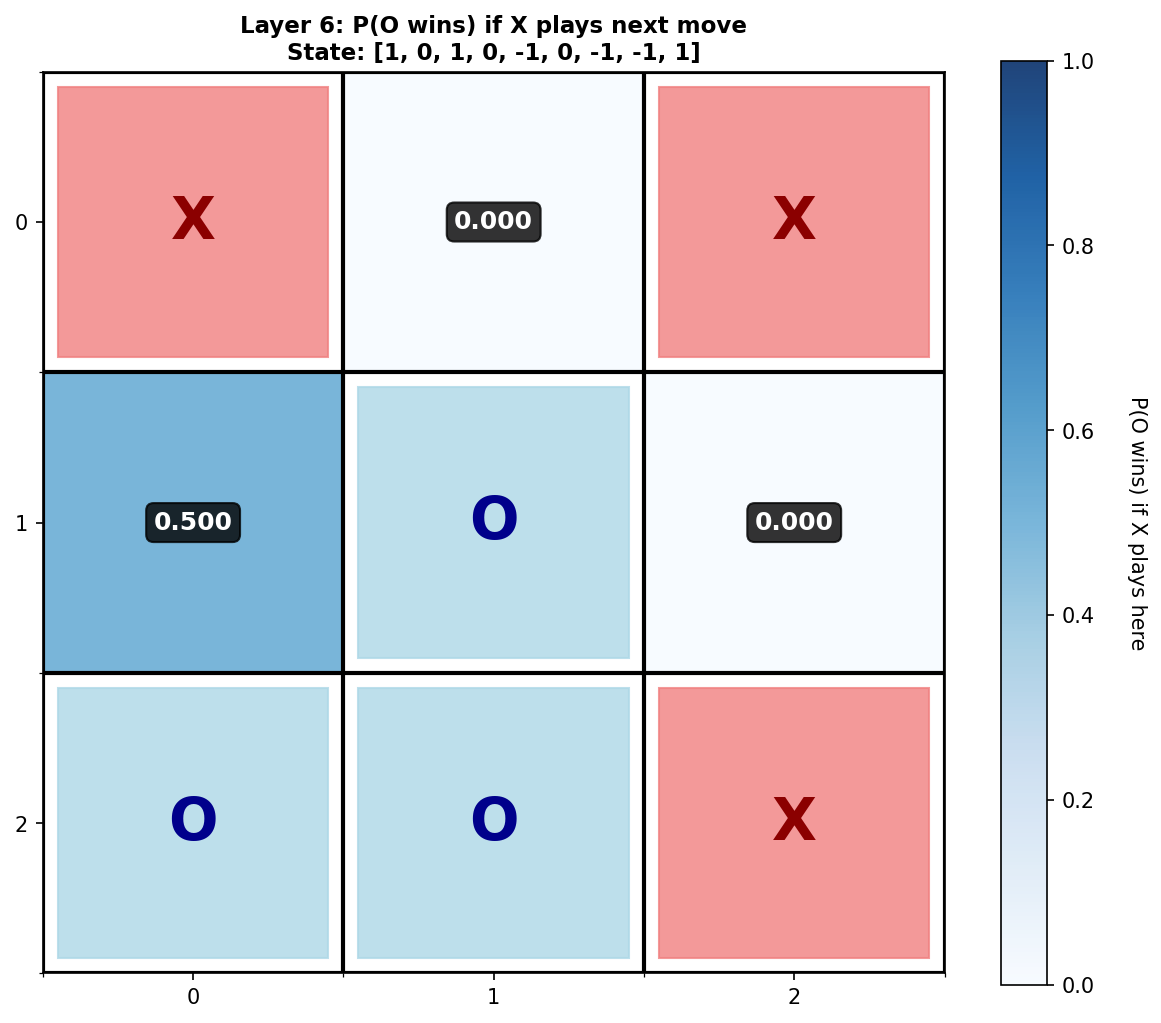 Layer 6: P(O wins) if X plays next move
State: [1, 0, 1, 0, -1, 0, -1, -1, 1]
0
X
0.000
X
1
0.500
O
0.000
2
O
O
X
0
1
2
1.0
0.8
0.6
0.4
0.2
0.0
P(O wins) if X plays here